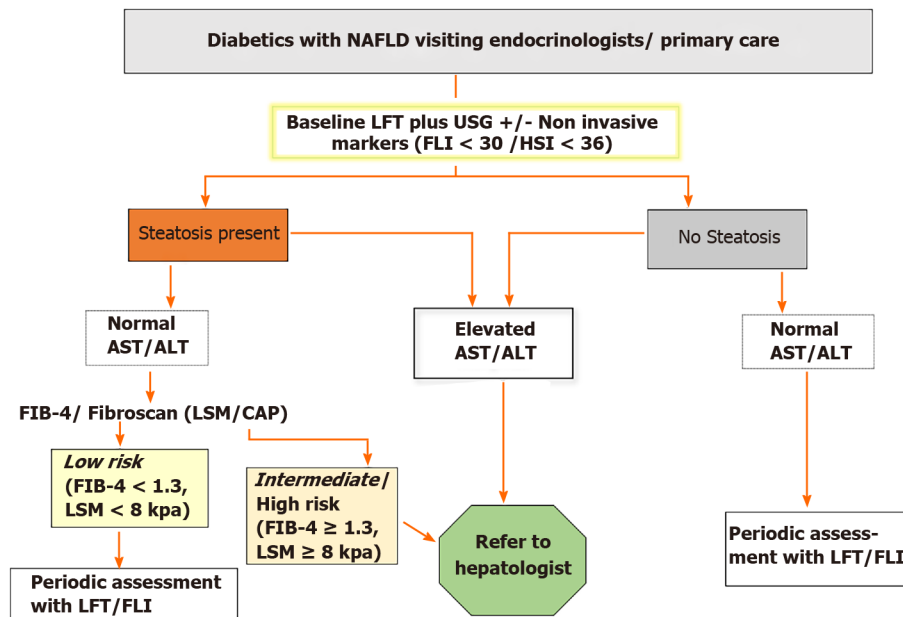 Diabetics with NAFLD visiting endocrinologists/ primary care
Baseline LFT plus USG +/- Non invasive
markers (FLI < 30 /HSI < 36)
Steatosis present
No Steatosis
Normal
AST/ALT
Elevated
AST/ALT
Normal
AST/ALT
FIB-4/ Fibroscan (LSM/CAP)
Low risk
(FIB-4 < 1.3,
LSM < 8 kpa)
Intermediate/
High risk
(FIB-4 ≥ 1.3,
LSM ≥ 8 kpa)
Refer to
hepatologist
Periodic assess-
ment with LFT/FLI
Periodic assessment
with LFT/FLI